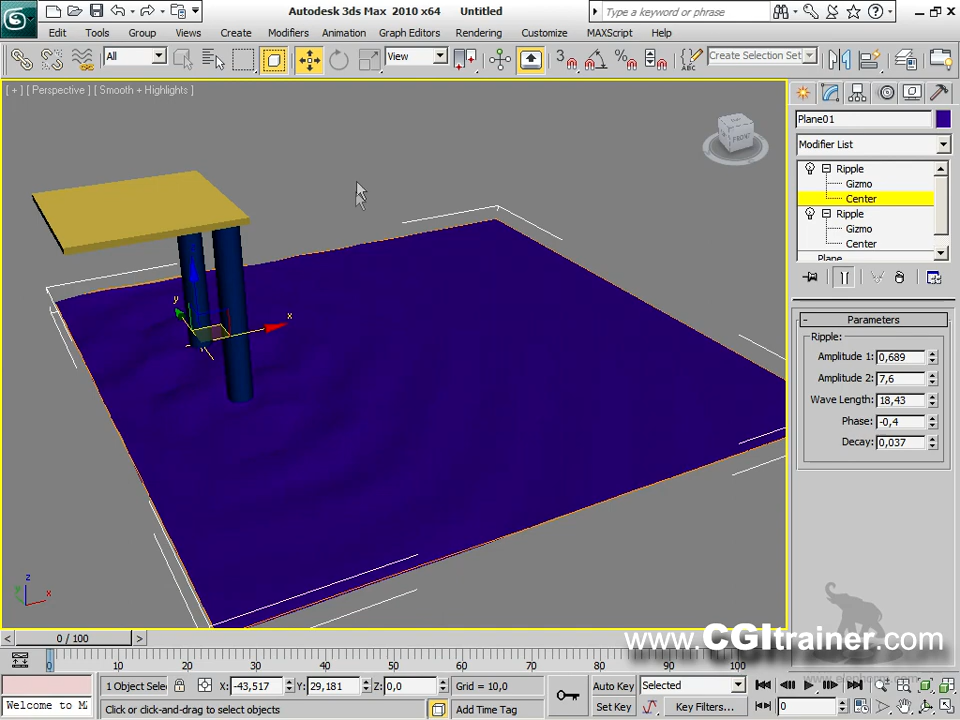 Autodesk 3ds Max 2010 x64 Untitled
Type a keyword or phrase
Edit Tools Group Views Create Modifiers Animation Graph Editors Rendering Customize MAXScript Help
All
View
3
Create Selection Set
[ + ] [ Perspective ] [ Smooth + Highlights ]
Plane01
Modifier List
Ripple
Gizmo
Center
Ripple
Gizmo
Center
Plane
FRONT
x
y
- Parameters
Ripple:
Amplitude 1: 0,689
Amplitude 2: 7,6
Wave Length: 18,43
Phase: -0,4
Decay: 0,037
z
x
y
< 0 / 100 >
www.CGItrainer.com
0 10 20 30 40 50 60 70 80 90 100
1 Object Sele X: -43,517 Y: 29,181 Z: 0,0 Grid = 10,0 Auto Key Selected
Welcome to M Click or click-and-drag to select objects Add Time Tag Set Key Key Filters... 0